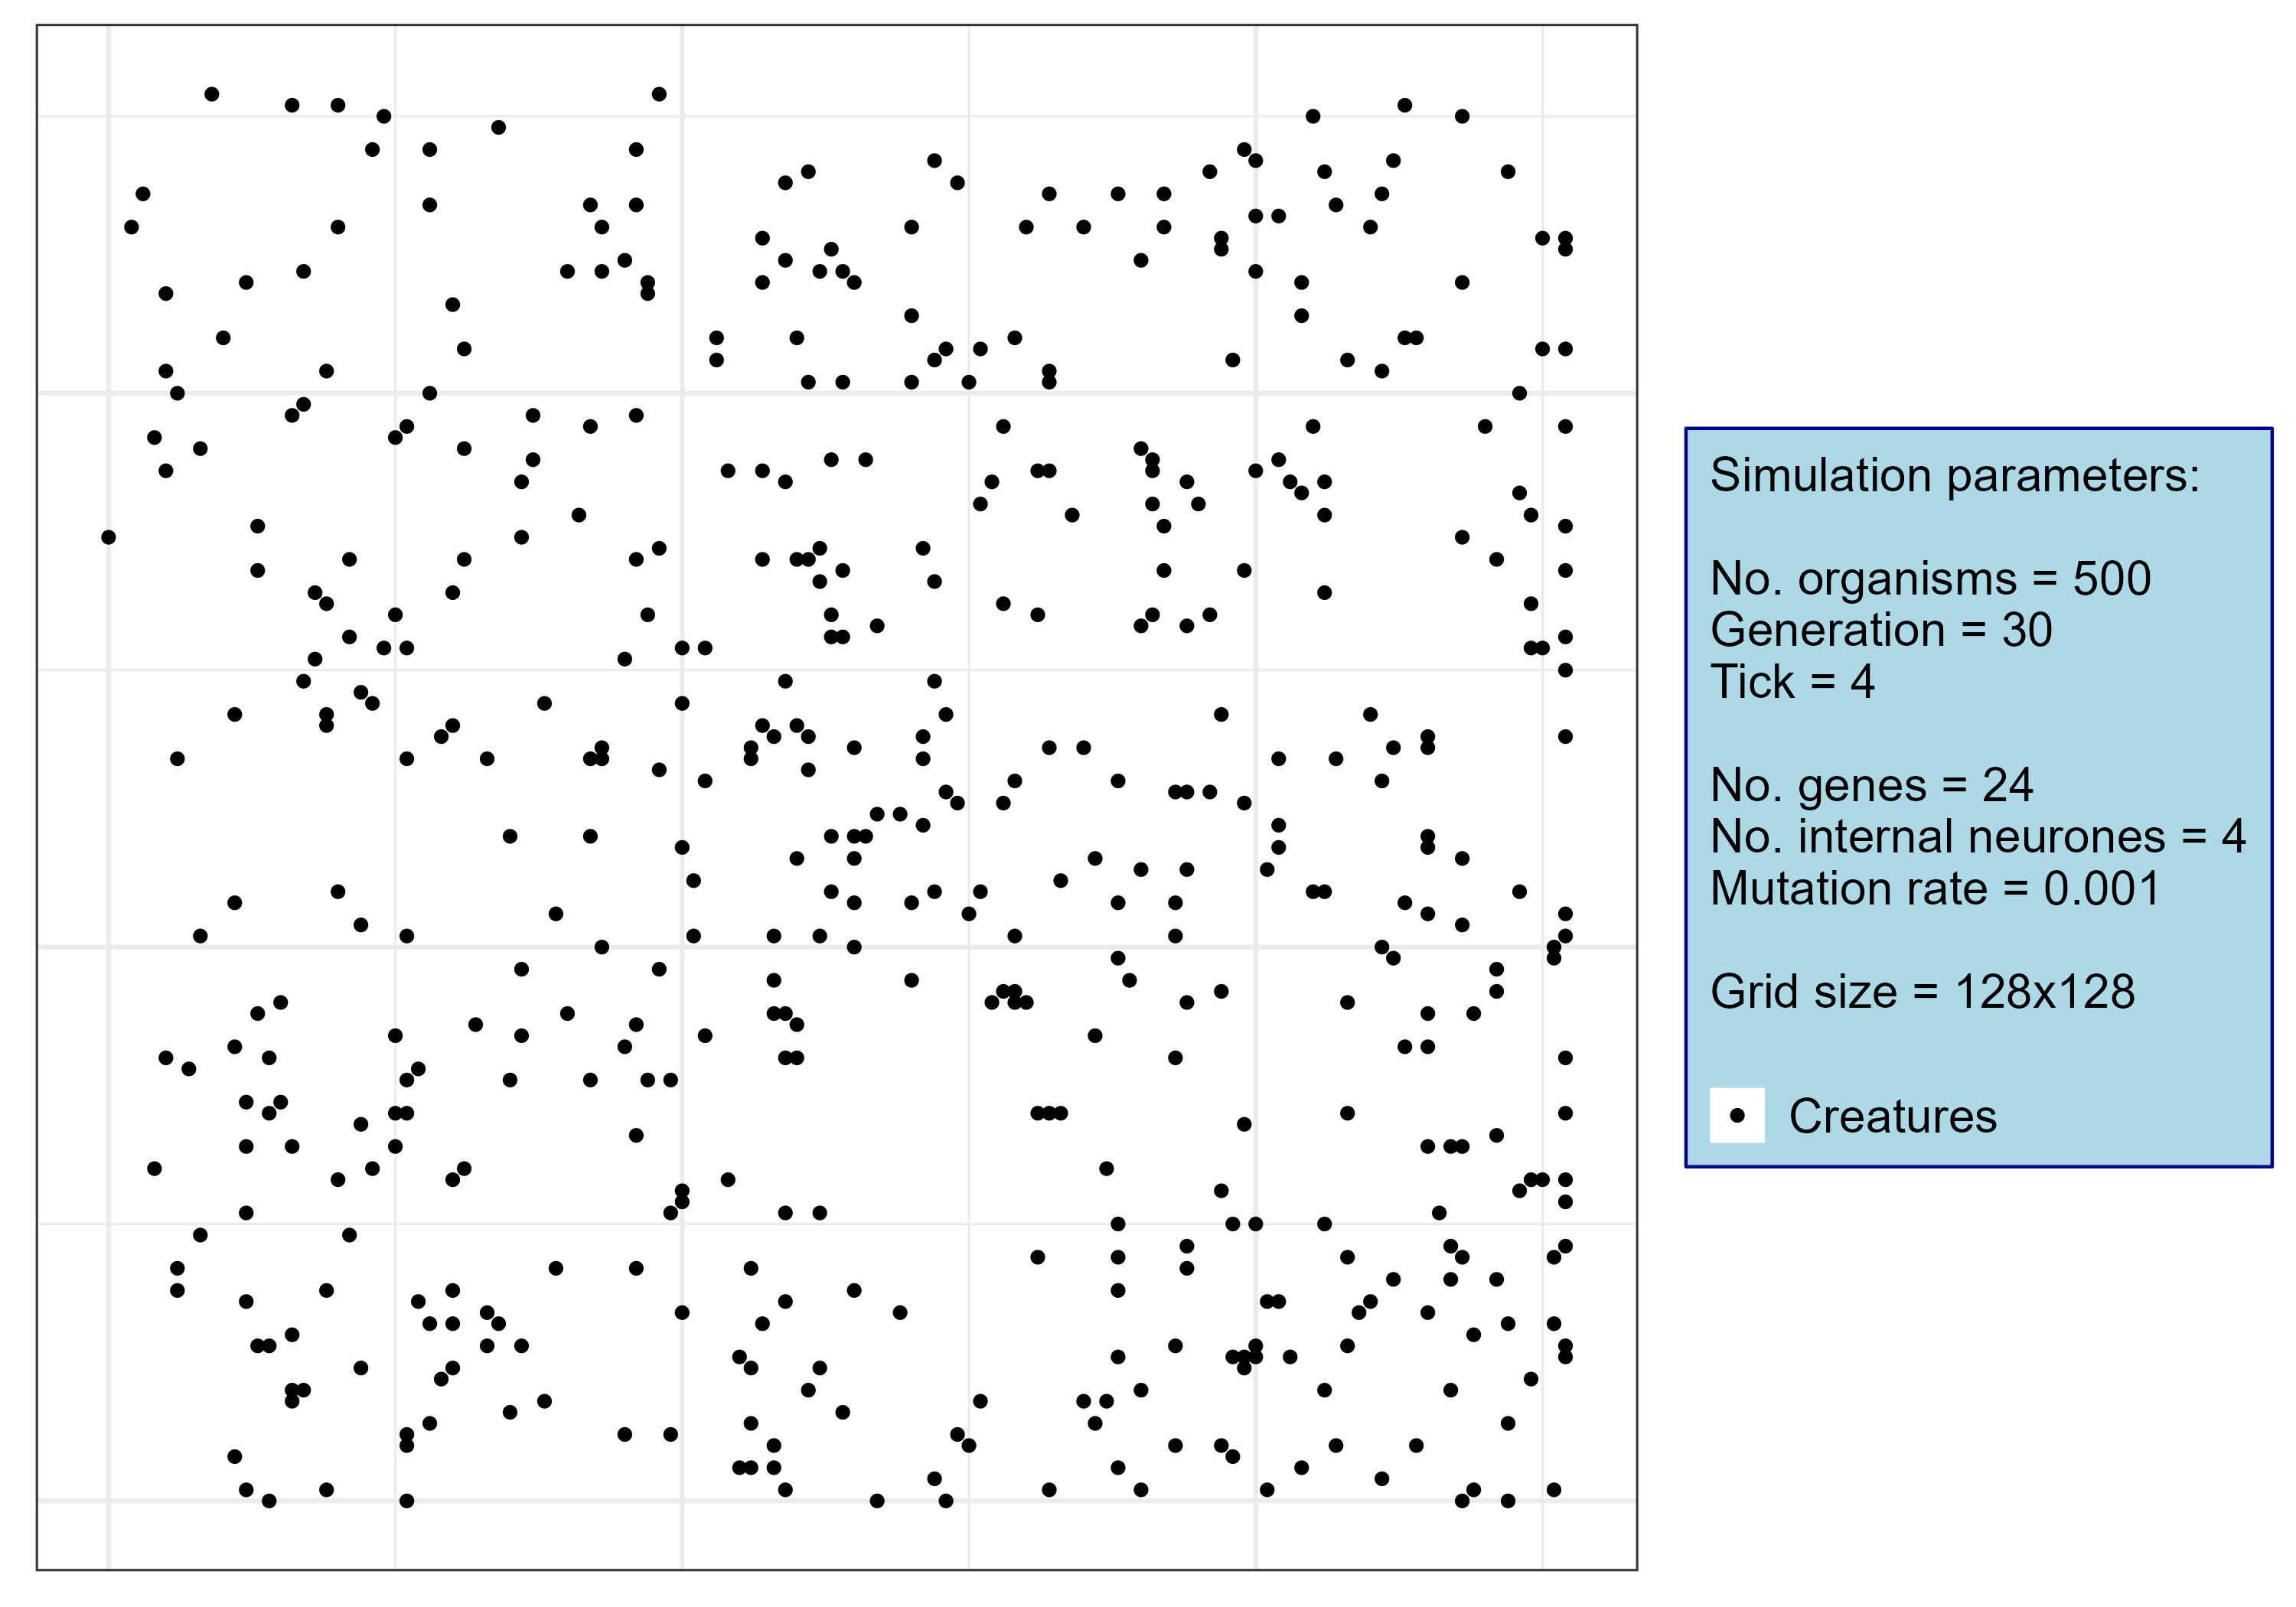 Simulation parameters:
No. organisms = 500
Generation = 30
Tick = 4
No. genes = 24
No. internal neurones = 4
Mutation rate = 0.001
Grid size = 128x128
Creatures